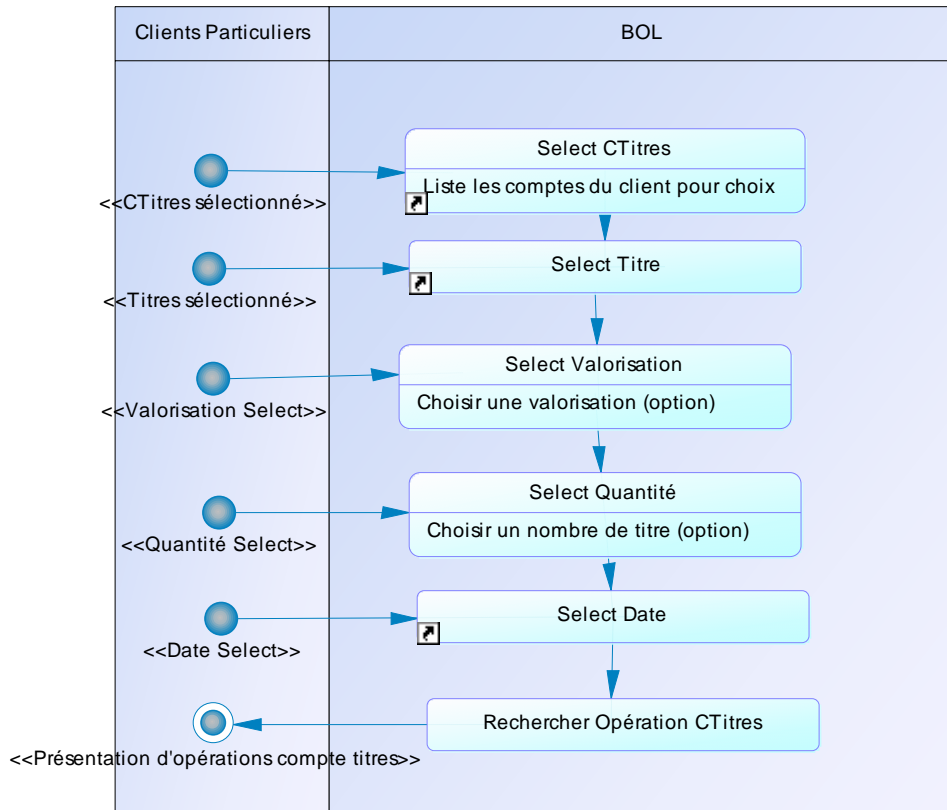 Clients Particuliers
BOL
Select CTitres
<<CTitres sélectionné>>
Liste les comptes du client pour choix
Select Titre
<<Titres sélectionné>>
Select Valorisation
<<Valorisation Select>>
Choisir une valorisation (option)
Select Quantité
<<Quantité Select>>
Choisir un nombre de titre (option)
Select Date
<<Date Select>>
Rechercher Opération CTitres
<<Présentation d'opérations compte titres>>